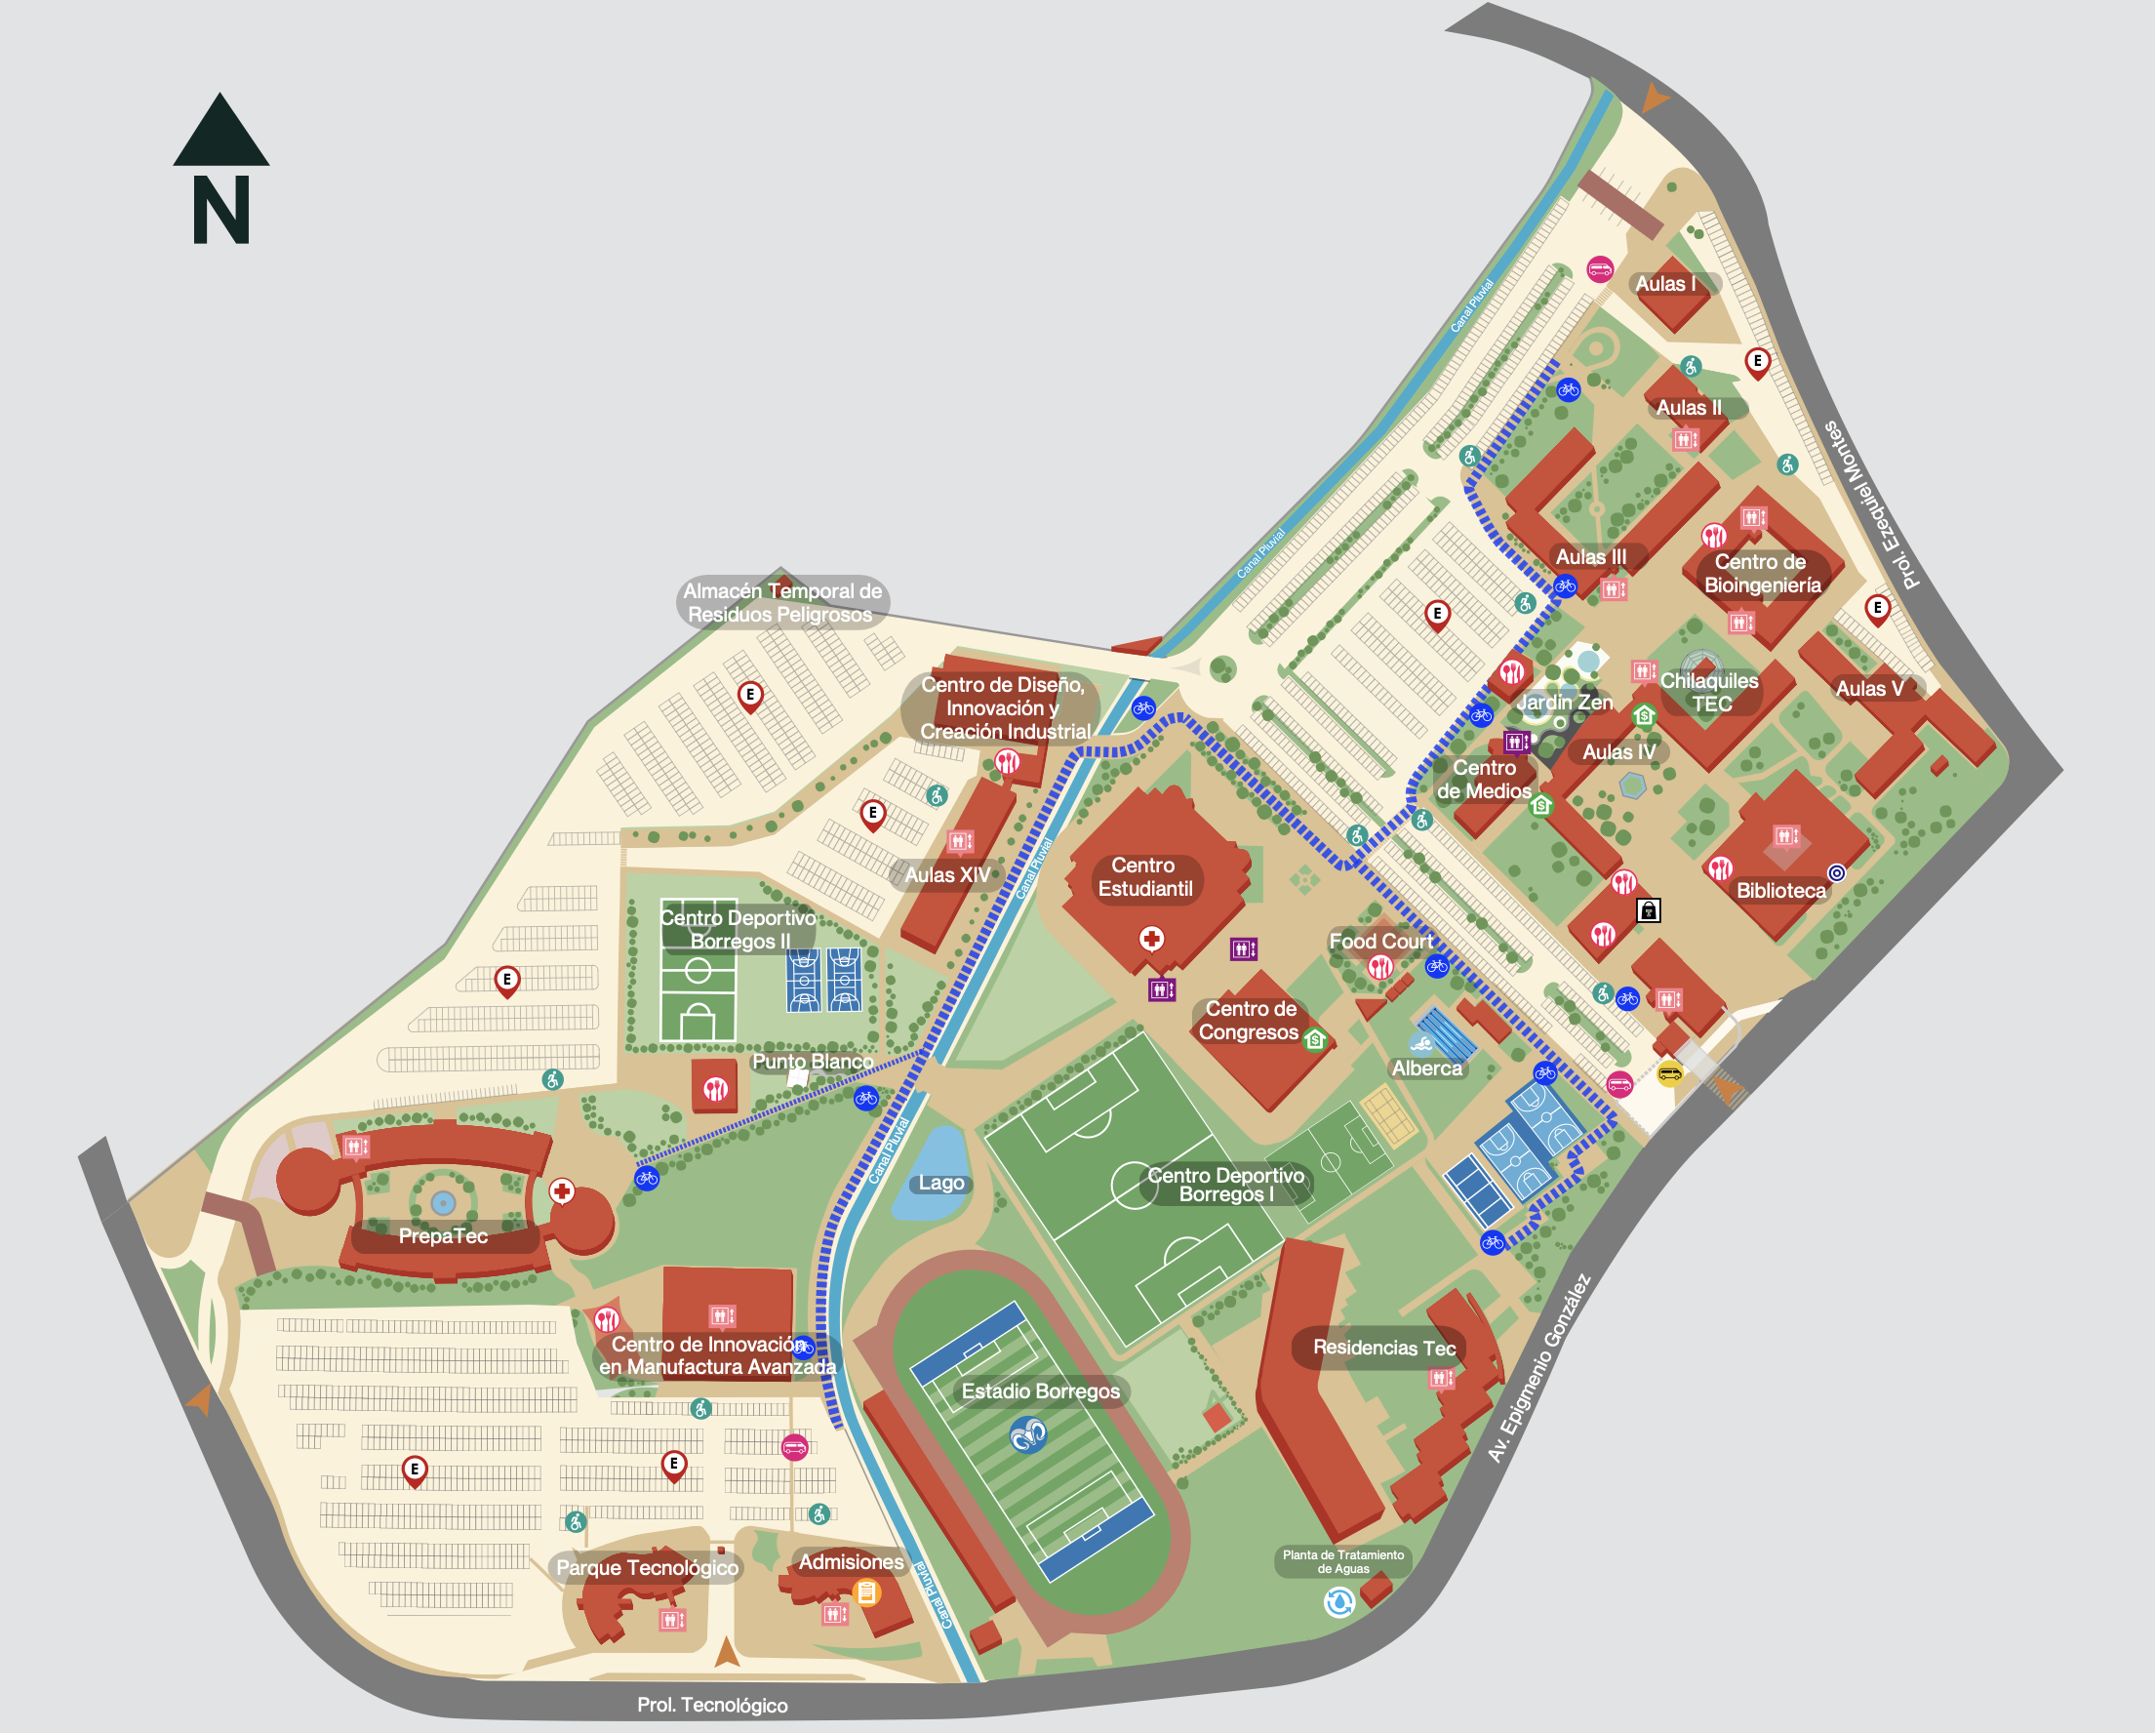 N
Canal Pluvial
Aulas I
E
Aulas II
Prol. Ezequiel Montes
Aulas III
Centro de
Bioingeniería
Canal Pluvial
E
E
Almacén Temporal de
Residuos Peligrosos
Chilaquiles
TEC
Aulas V
Jardín Zen
Aulas IV
Centro
de Medios
Centro de Diseño,
Innovación y
Creación Industrial
E
E
Aulas XIV
Canal Pluvial
Centro
Estudiantil
Biblioteca
Centro Deportivo
Borregos II
Food Court
E
Centro de
Congresos
Punto Blanco
Alberca
Canal Pluvial
Lago
Centro Deportivo
Borregos I
PrepaTec
Centro de Innovación
en Manufactura Avanzada
Residencias Tec
Estadio Borregos
Av. Epigmenio González
E
E
Parque Tecnológico
Admisiones
Canal Pluvial
Planta de Tratamiento
de Aguas
Prol. Tecnológico